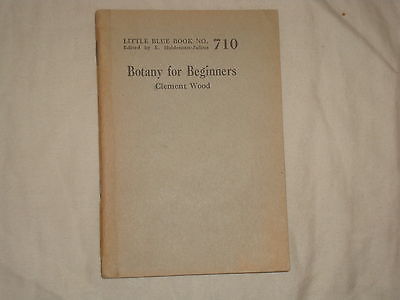 LITTLE BLUE BOOK NO. 710
Edited by E. Haldeman-Julius
Botany for Beginners
Clement Wood